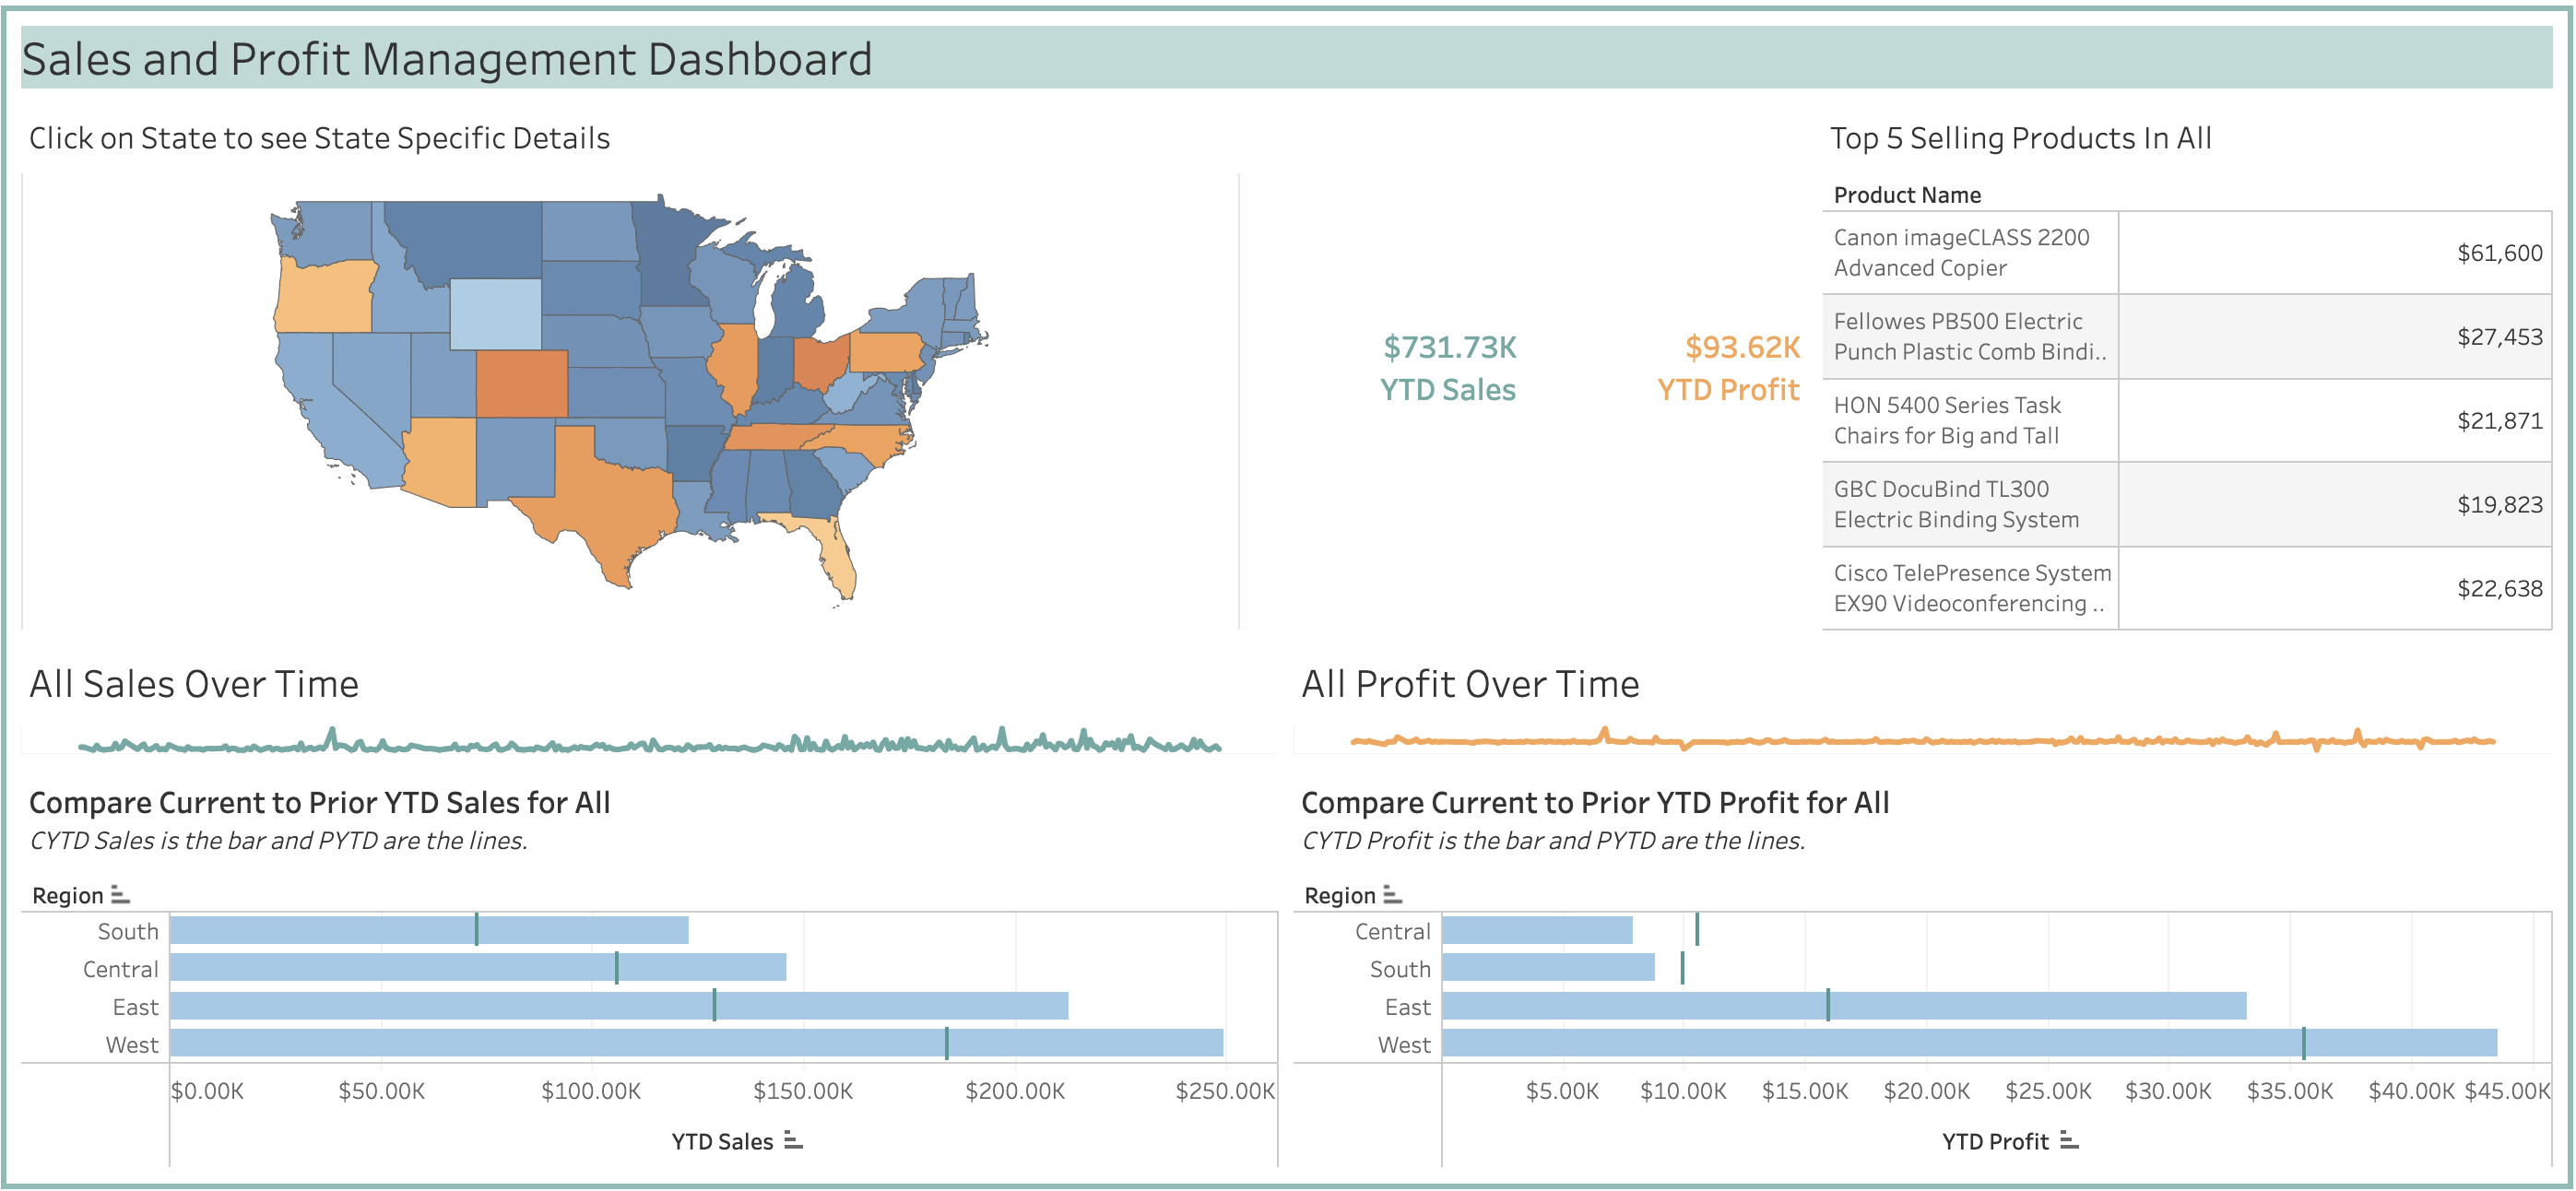 Sales and Profit Management Dashboard
Click on State to see State Specific Details
$731.73K
YTD Sales
$93.62K
YTD Profit
Top 5 Selling Products In All
Product Name
Canon imageCLASS 2200
Advanced Copier
$61,600
Fellowes PB500 Electric
Punch Plastic Comb Bindi..
$27,453
HON 5400 Series Task
Chairs for Big and Tall
$21,871
GBC DocuBind TL300
Electric Binding System
$19,823
Cisco TelePresence System
EX90 Videoconferencing ..
$22,638
All Sales Over Time
All Profit Over Time
Compare Current to Prior YTD Sales for All
CYTD Sales is the bar and PYTD are the lines.
Region
South
Central
East
West
$0.00K $50.00K $100.00K $150.00K $200.00K $250.00K
YTD Sales
Compare Current to Prior YTD Profit for All
CYTD Profit is the bar and PYTD are the lines.
Region
Central
South
East
West
$5.00K $10.00K $15.00K $20.00K $25.00K $30.00K $35.00K $40.00K $45.00K
YTD Profit